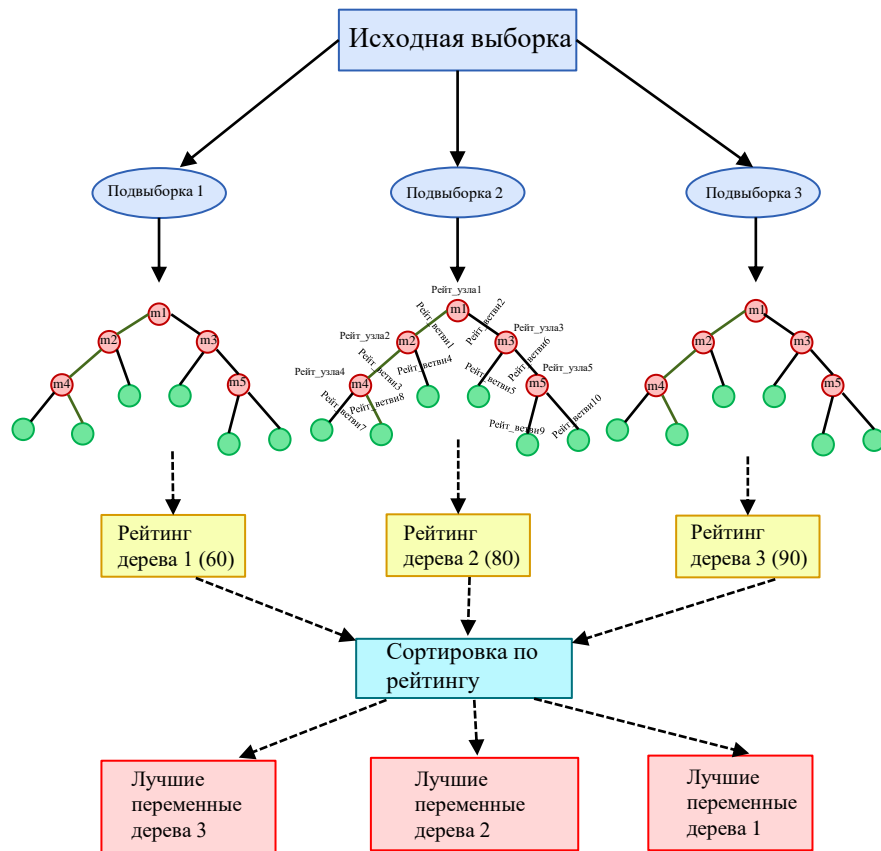 Исходная выборка
Подвыборка 1
Подвыборка 2
Подвыборка 3
m1
m2
m3
m4
m5
Рейт_узла1
m1
Рейт_ветви1
Рейт_ветви2
Рейт_узла2
m2
Рейт_узла3
m3
Рейт_ветви3
Рейт_ветви4
Рейт_ветви5
Рейт_ветви6
Рейт_узла4
m4
Рейт_узла5
m5
Рейт_ветви7
Рейт_ветви8
Рейт_ветви9
Рейт_ветви10
m1
m2
m3
m4
m5
Рейтинг
дерева 1 (60)
Рейтинг
дерева 2 (80)
Рейтинг
дерева 3 (90)
Сортировка по
рейтингу
Лучшие
переменные
дерева 3
Лучшие
переменные
дерева 2
Лучшие
переменные
дерева 1